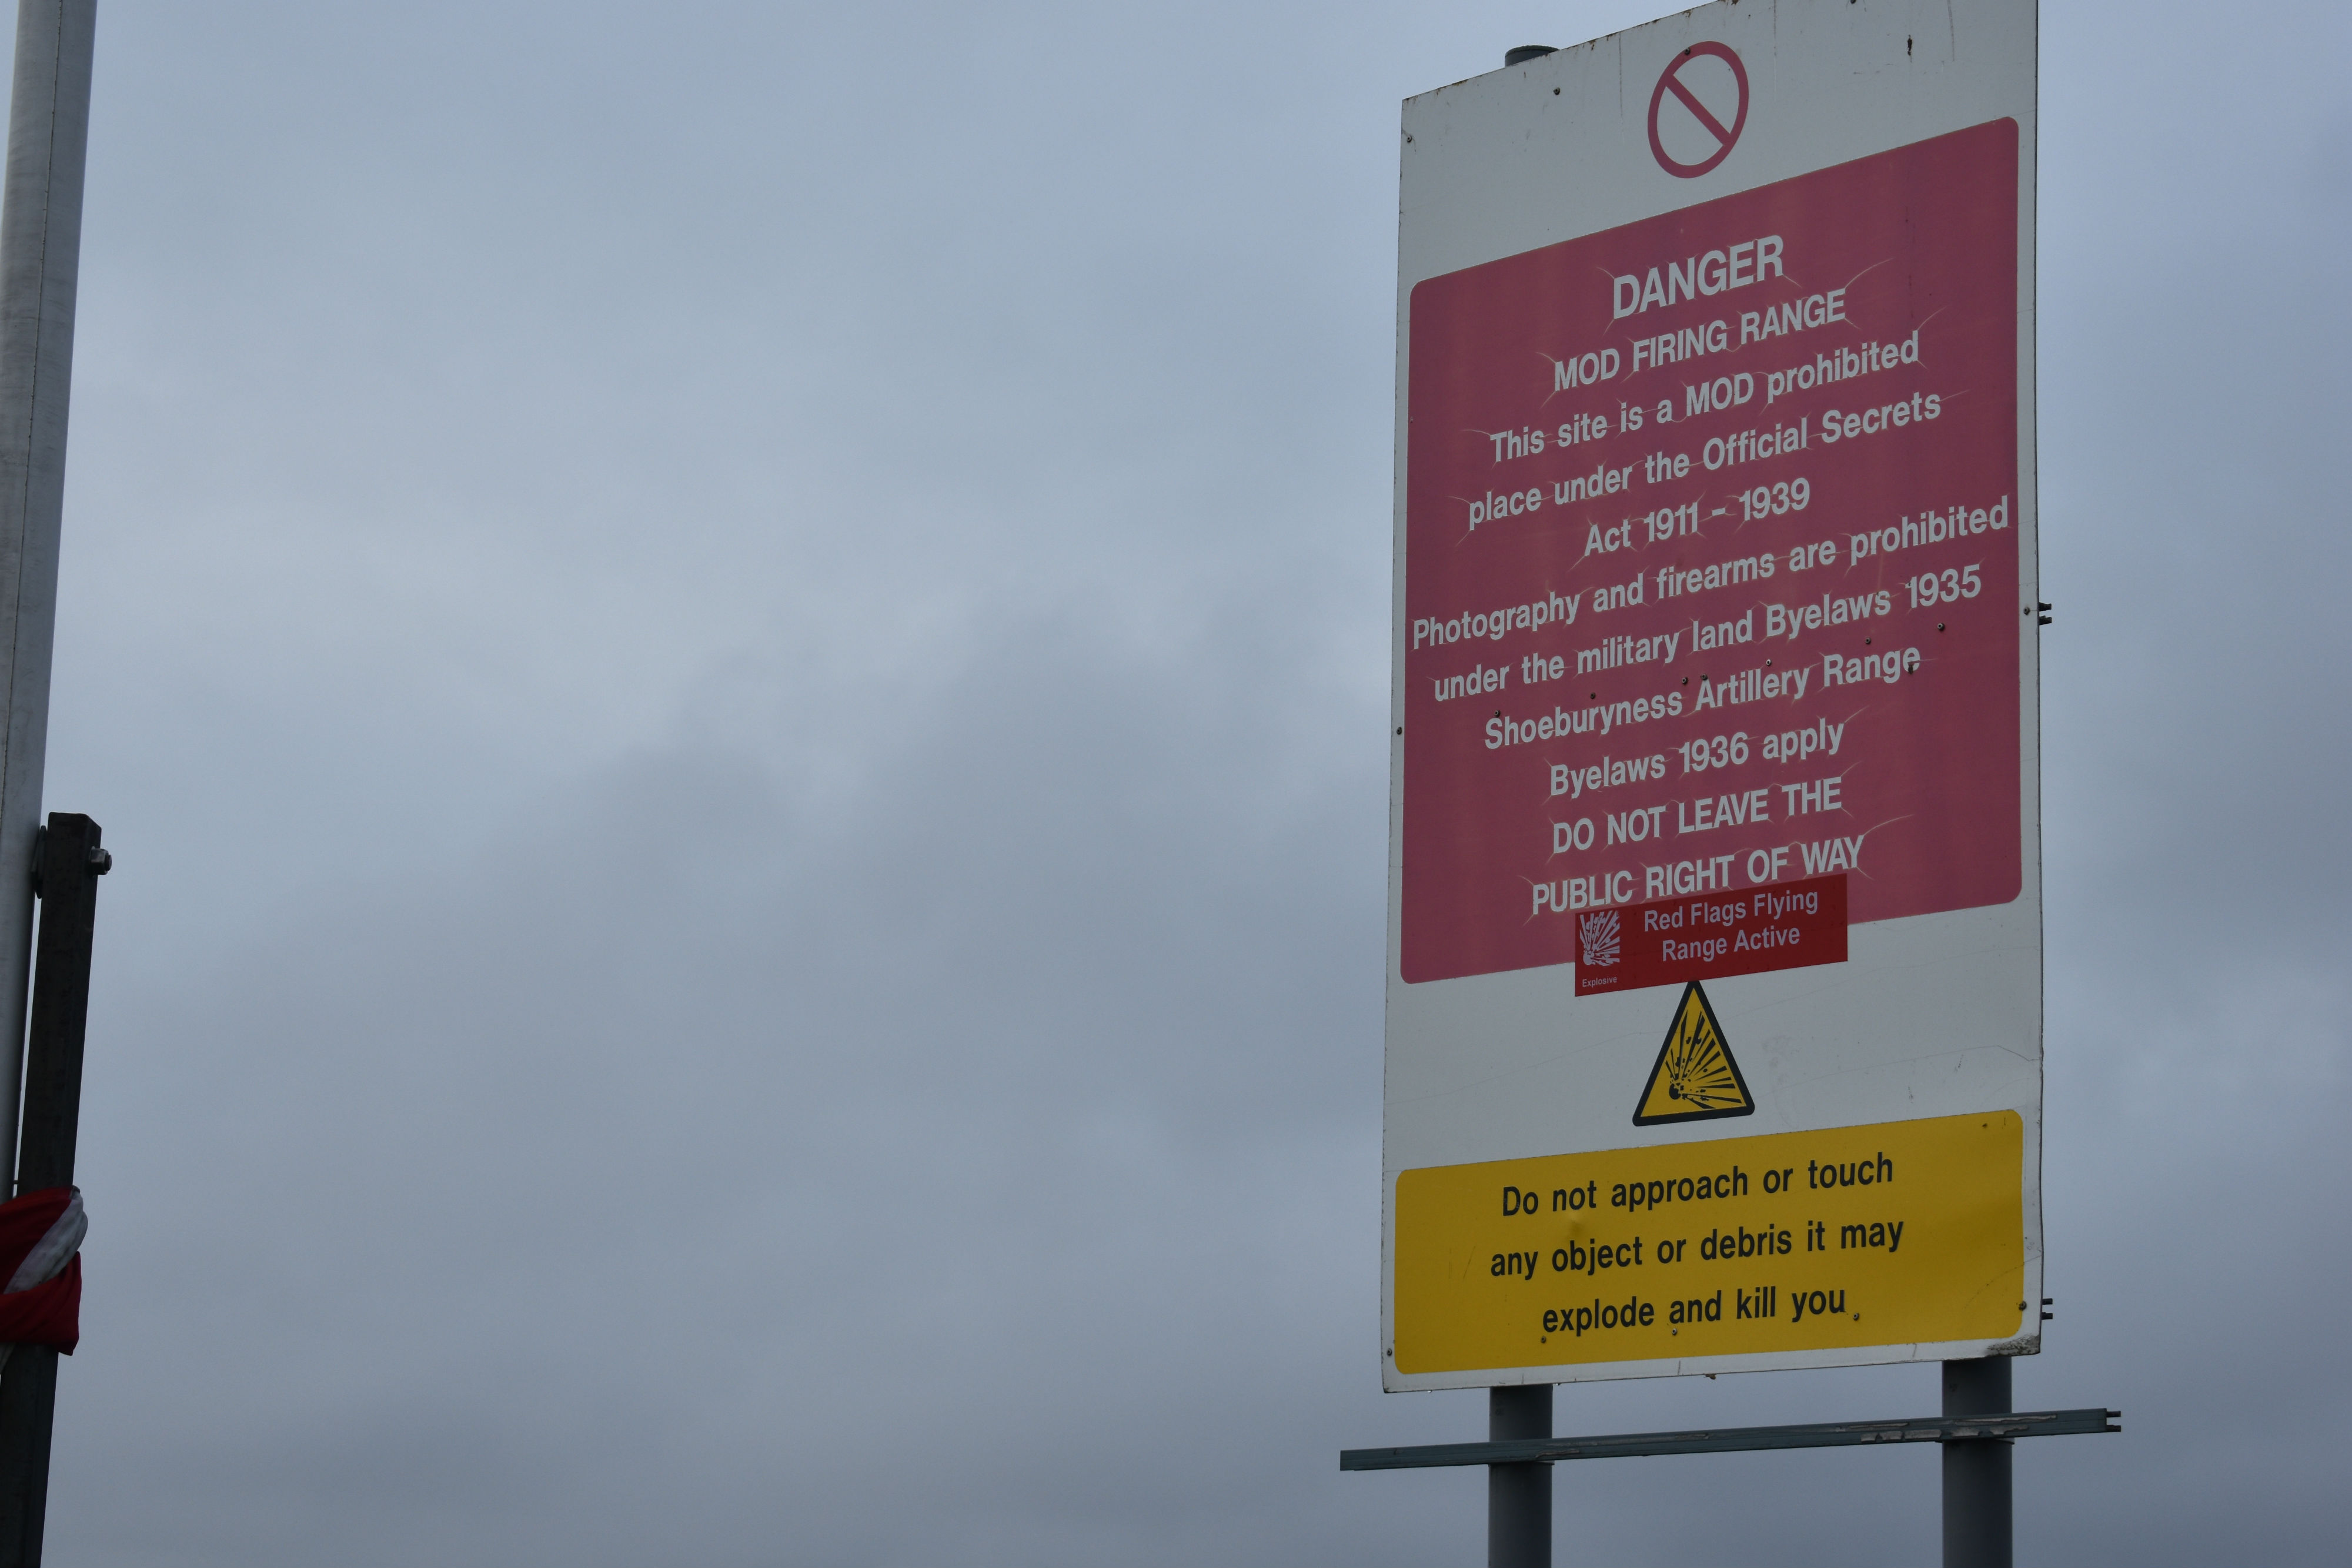 DANGER
MOD FIRING RANGE
This site is a MOD prohibited
place under the Official Secrets
Act 1911 - 1939
Photography and firearms are prohibited
under the military land Byelaws 1935
Shoeburyness Artillery Range
Byelaws 1936 apply
DO NOT LEAVE THE
PUBLIC RIGHT OF WAY
Red Flags Flying
Range Active
Explosive
Do not approach or touch
any object or debris it may
explode and kill you